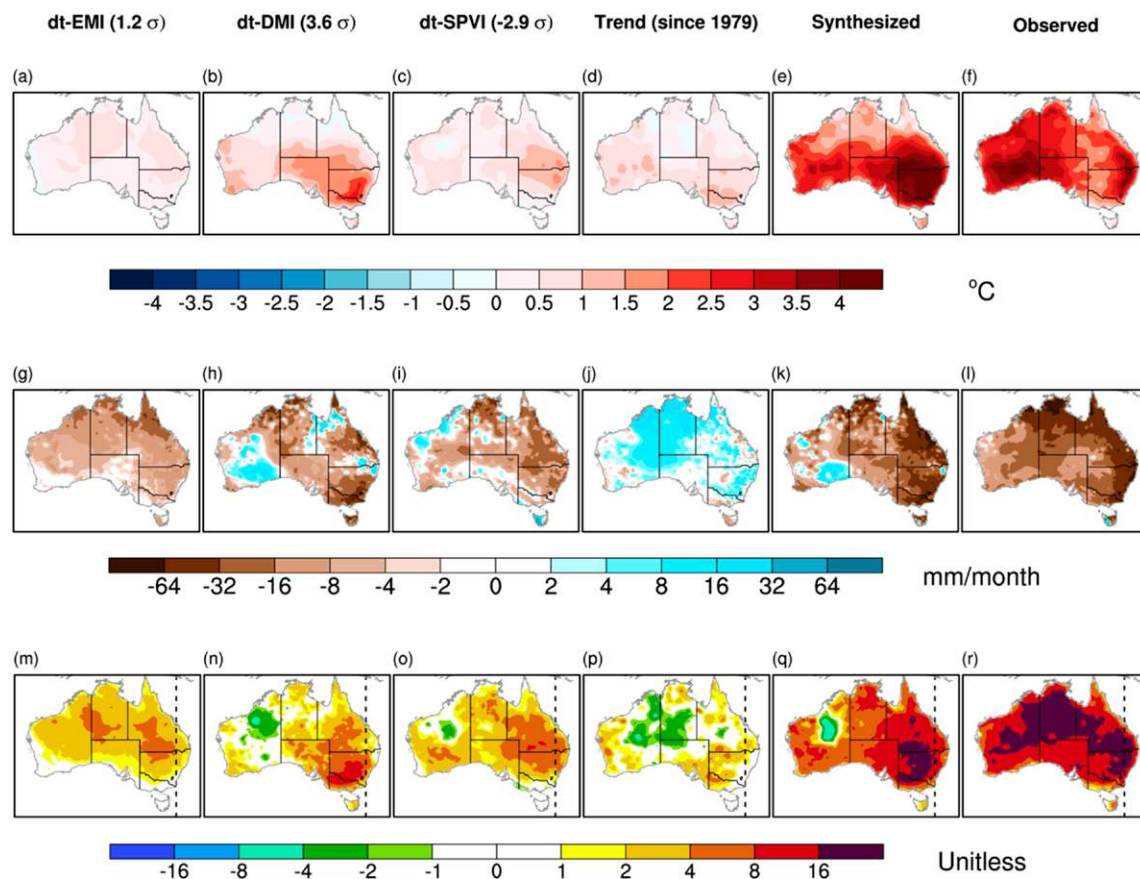 dt-EMI (1.2 σ) dt-DMI (3.6 σ) dt-SPVI (-2.9 σ) Trend (since 1979) Synthesized Observed
(a) (b) (c) (d) (e) (f)
-4 -3.5 -3 -2.5 -2 -1.5 -1 -0.5 0 0.5 1 1.5 2 2.5 3 3.5 4
°C
(g) (h) (i) (j) (k) (l)
-64 -32 -16 -8 -4 -2 0 2 4 8 16 32 64
mm/month
(m) (n) (o) (p) (q) (r)
-16 -8 -4 -2 -1 0 1 2 4 8 16
Unitless